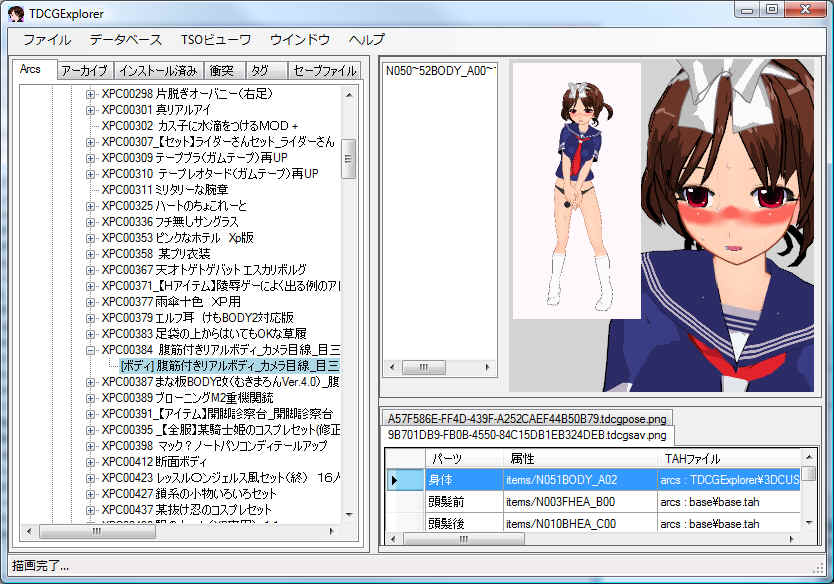 TDCGExplorer
ファイル データベース TSOビューワ ウインドウ ヘルプ
Arcs アーカイブ インストール済み 衝突 タグ セーブファイル
XPC00298 片脱ぎオーバニー(右足)
XPC00301 真リアルアイ
XPC00302 カス子に水滴をつけるMOD +
XPC00307_【セット】ライダーさんセット_ライダーさん
XPC00309 テープブラ(ガムテープ)再UP
XPC00310 テープレオタード(ガムテープ)再UP
XPC00311 ミリタリーな腕章
XPC00325 ハートのちょこれーと
XPC00336 フチ無しサングラス
XPC00353 ピンクなホテル Xp版
XPC00358 某プリ衣装
XPC00367 天才トゲトゲバット エスカリボルグ
XPC00371_【Hアイテム】陵辱ゲーによく出る例のア
XPC00377 雨傘十色 XP用
XPC00379 エルフ耳 けもBODY2対応版
XPC00383 足袋の上からはいてもOKな草履
XPC00384 腹筋付きリアルボディ_カメラ目線_目三
[ボディ] 腹筋付きリアルボディ_カメラ目線_目三
XPC00387 まな板BODY改(むきまろんVer.4.0)_腹
XPC00389 ブローニングM2重機関銃
XPC00391_【アイテム】開脚診察台_開脚診察台
XPC00395_【全服】某騎士姫のコスプレセット(修正
XPC00398 マック?ノートパソコンディテールアップ
XPC00412 断面ボディ
XPC00423 レッスル○ンジェルス風セット(終) 16人
XPC00427 鎖系の小物いろいろセット
XPC00437 某抜け忍のコスプレセット
N050~52BODY_A00~
A57F586E-FF4D-439F-A252CAEF44B50B79.tdcgpose.png
9B701DB9-FB0B-4550-84C15DB1EB324DEB.tdcgsav.png
パーツ 属性 TAHファイル
身体 items/N051BODY_A02 arcs : TDCGExplorer¥3DCUS
頭髪前 items/N003FHEA_B00 arcs : base¥base.tah
頭髪後 items/N010BHEA_C00 arcs : base¥base.tah
描画完了...